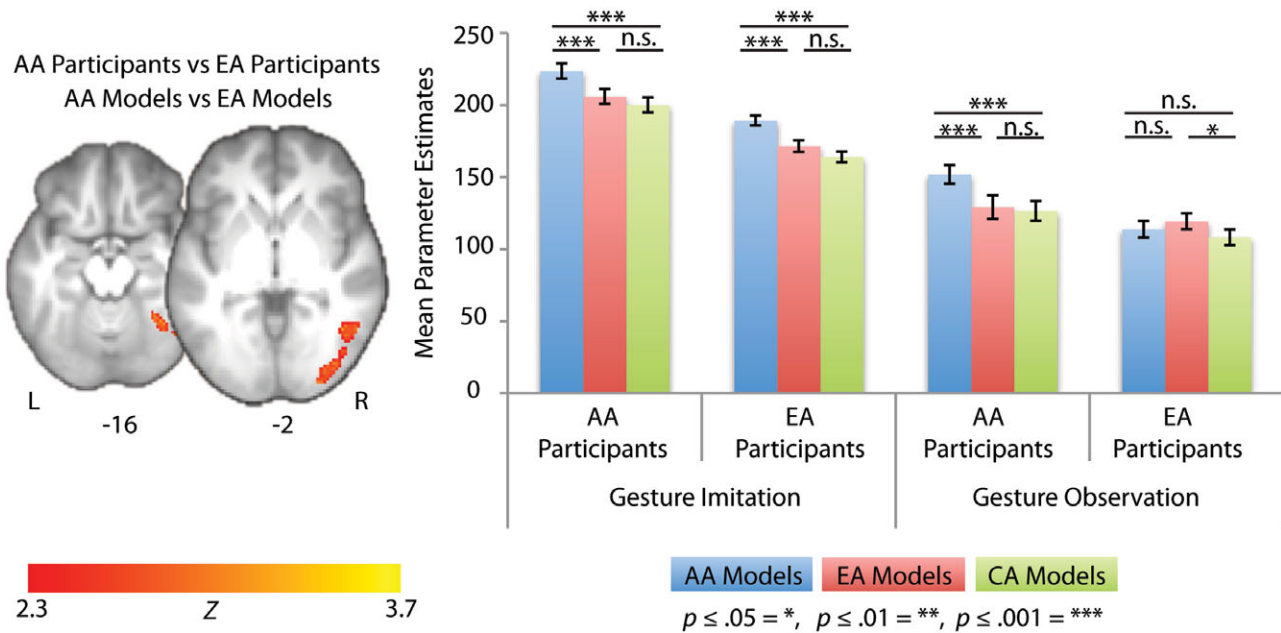 AA Participants vs EA Participants
AA Models vs EA Models
L
R
-16
-2
2.3
Z
3.7
Mean Parameter Estimates
250
200
150
100
50
0
***
*** n.s.
***
*** n.s.
***
*** n.s.
n.s.
n.s. *
AA
Participants
EA
Participants
AA
Participants
EA
Participants
Gesture Imitation
Gesture Observation
AA Models EA Models CA Models
p ≤ .05 = *, p ≤ .01 = **, p ≤ .001 = ***